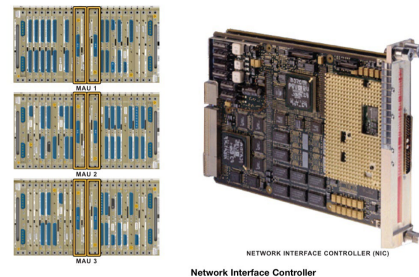 MAU 1
MAU 2
MAU 3
NETWORK INTERFACE CONTROLLER (NIC)
Network Interface Controller